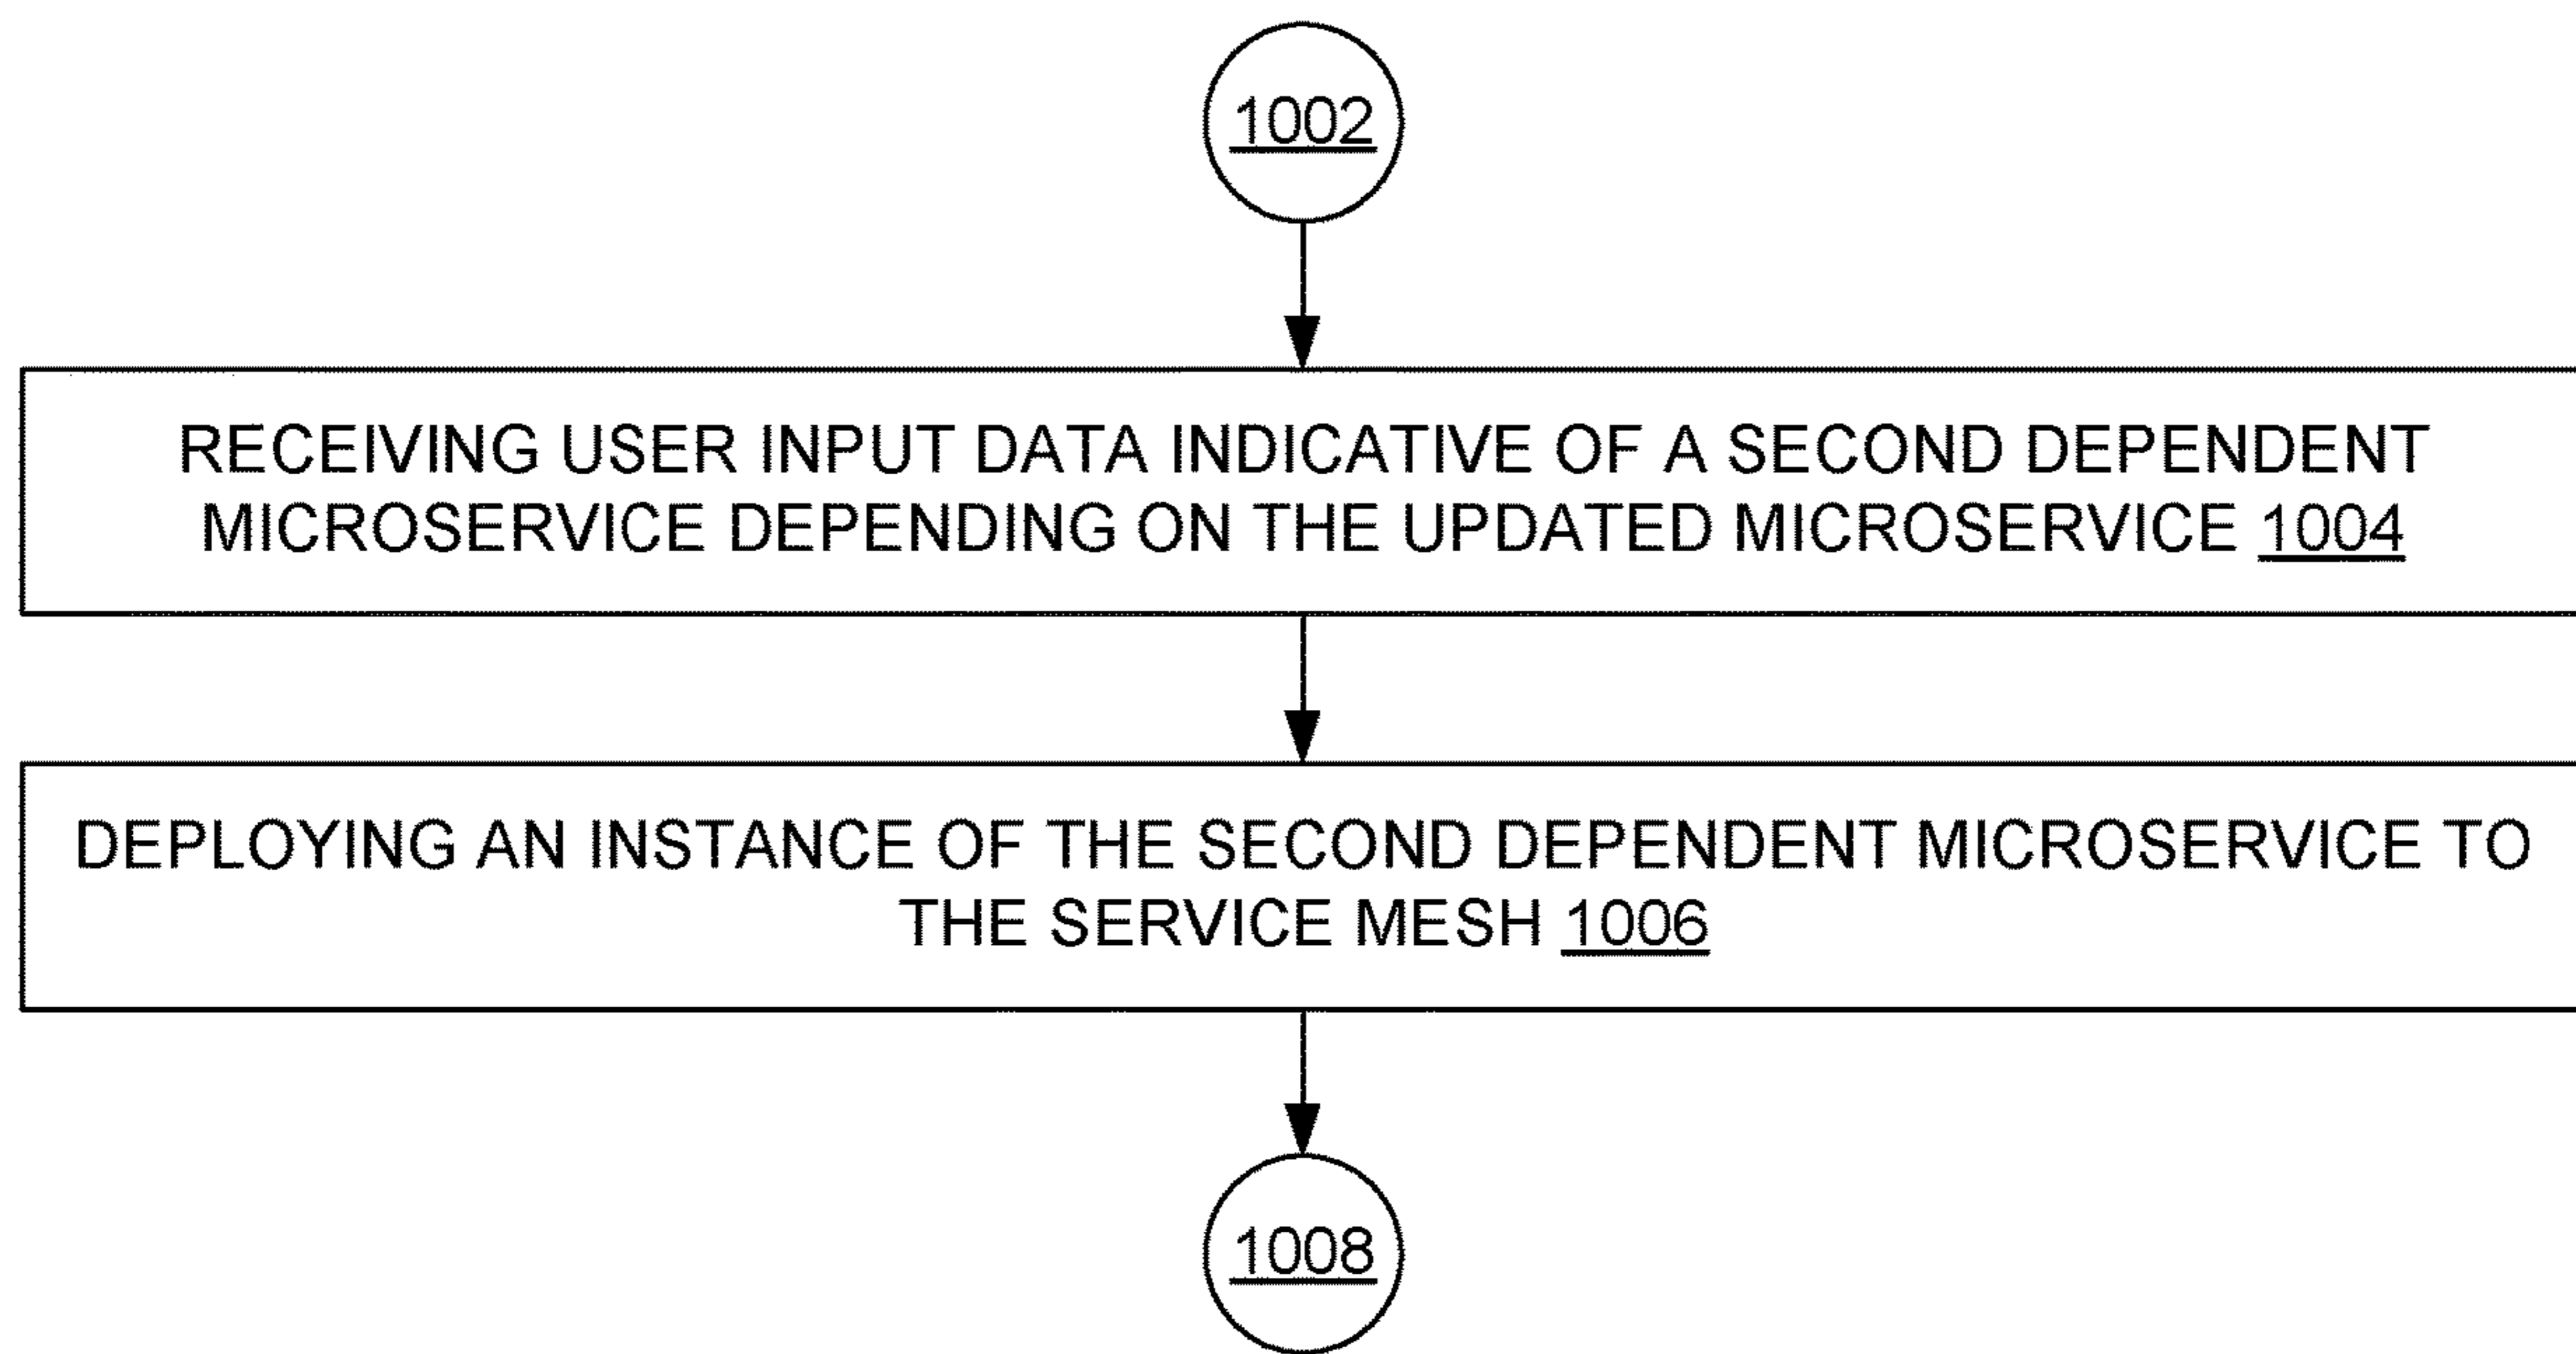 1002
RECEIVING USER INPUT DATA INDICATIVE OF A SECOND DEPENDENT
MICROSERVICE DEPENDING ON THE UPDATED MICROSERVICE 1004
DEPLOYING AN INSTANCE OF THE SECOND DEPENDENT MICROSERVICE TO
THE SERVICE MESH 1006
1008